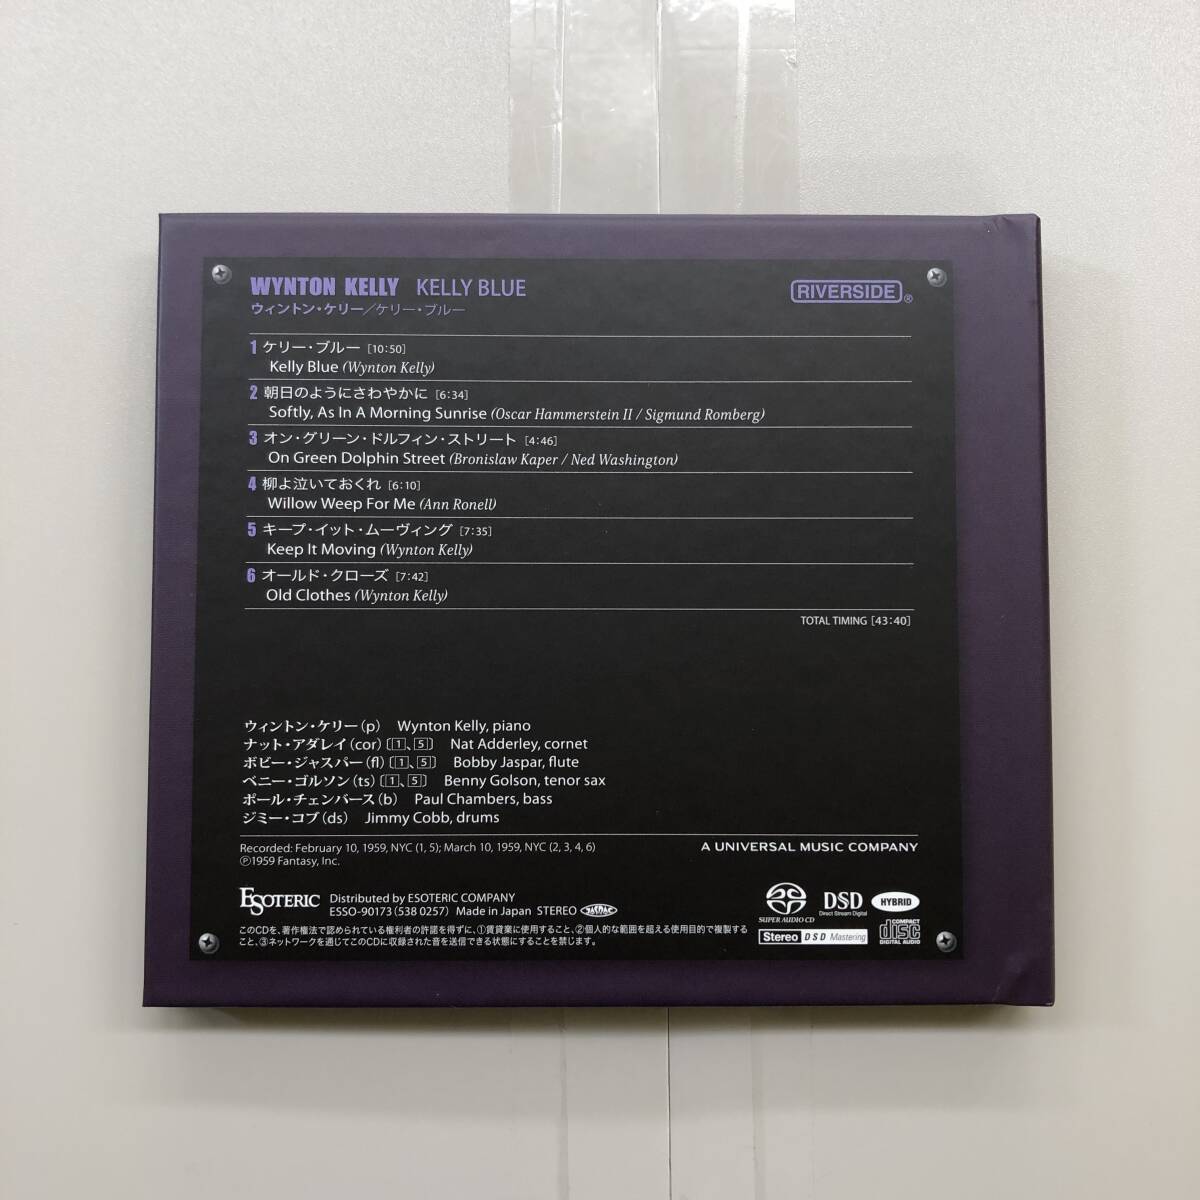 WYNTON KELLY KELLY BLUE
RIVERSIDE®
ウィントン・ケリー／ケリー・ブルー
1 ケリー・ブルー [10:50]
Kelly Blue (Wynton Kelly)
2 朝日のようにさわやかに [6:34]
Softly, As In A Morning Sunrise (Oscar Hammerstein II / Sigmund Romberg)
3 オン・グリーン・ドルフィン・ストリート [4:46]
On Green Dolphin Street (Bronislaw Kaper / Ned Washington)
4 柳よ泣いておくれ [6:10]
Willow Weep For Me (Ann Ronell)
5 キープ・イット・ムーヴィング [7:35]
Keep It Moving (Wynton Kelly)
6 オールド・クローズ [7:42]
Old Clothes (Wynton Kelly)
TOTAL TIMING [43:40]
ウィントン・ケリー(p) Wynton Kelly, piano
ナット・アダレイ(cor)〔1、5〕 Nat Adderley, cornet
ボビー・ジャスパー(fl)〔1、5〕 Bobby Jaspar, flute
ベニー・ゴルソン(ts)〔1、5〕 Benny Golson, tenor sax
ポール・チェンバース(b) Paul Chambers, bass
ジミー・コブ(ds) Jimmy Cobb, drums
Recorded: February 10, 1959, NYC (1, 5); March 10, 1959, NYC (2, 3, 4, 6)
℗1959 Fantasy, Inc.
A UNIVERSAL MUSIC COMPANY
ESOTERIC Distributed by ESOTERIC COMPANY
ESSO-90173 (538 0257) Made in Japan STEREO JASRAC
このCDを、著作権法で認められている権利者の許諾を得ずに、①賃貸業に使用すること、②個人的な範囲を超える使用目的で複製する
こと、③ネットワークを通じてこのCDに収録された音を送信できる状態にすることを禁じます。
SUPER AUDIO CD
DSD
Direct Stream Digital
HYBRID
Stereo DSD Mastering
COMPACT
disc
DIGITAL AUDIO